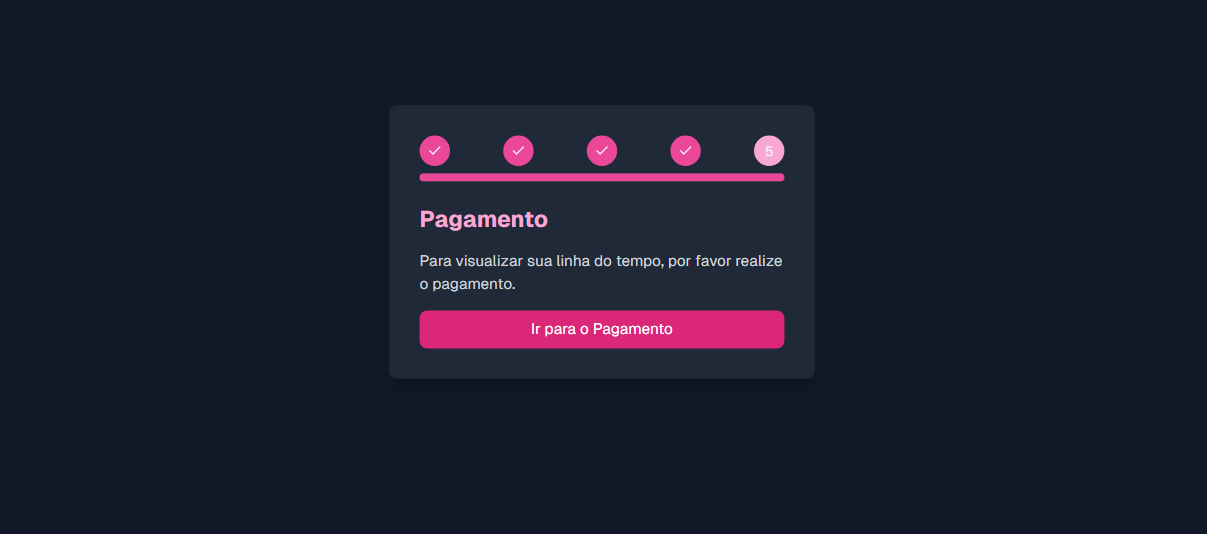 5
Pagamento
Para visualizar sua linha do tempo, por favor realize
o pagamento.
Ir para o Pagamento